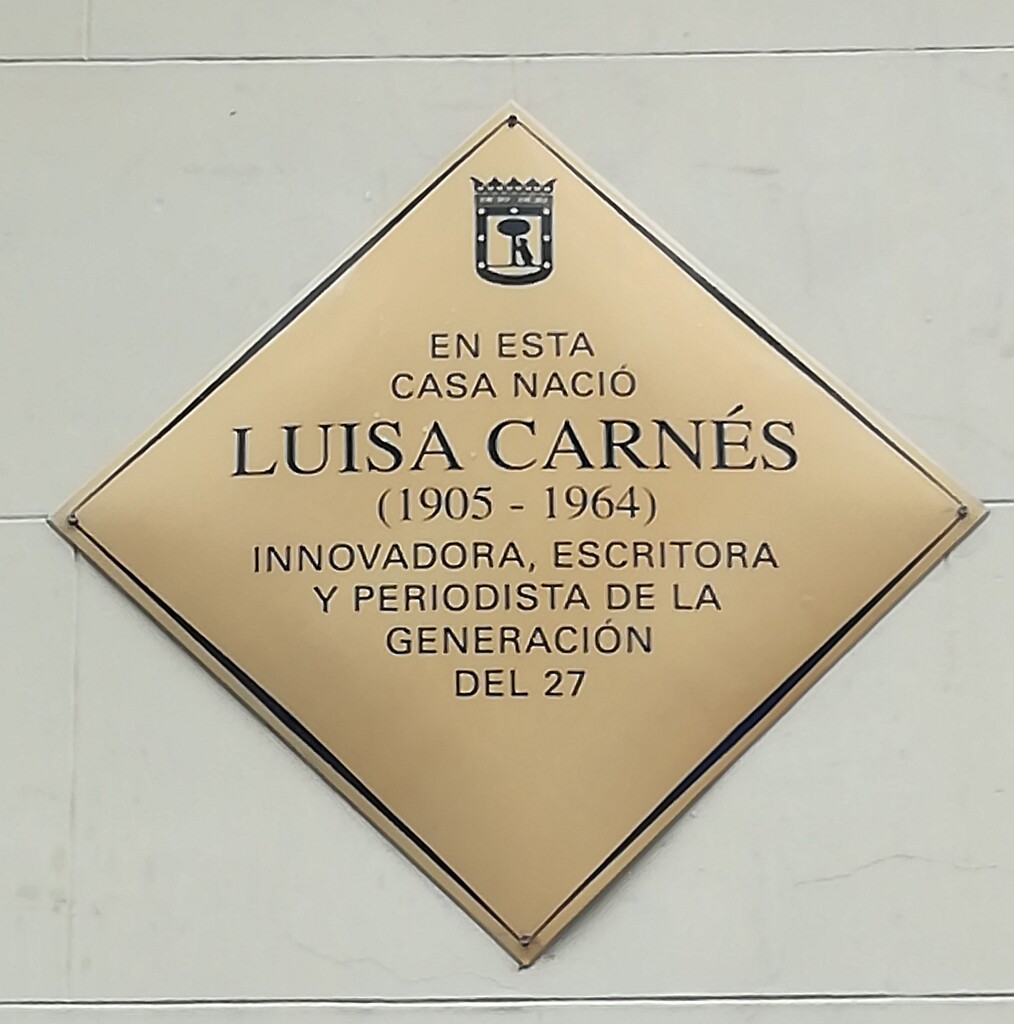 EN ESTA
CASA NACIÓ
LUISA CARNÉS
(1905 - 1964)
INNOVADORA, ESCRITORA
Y PERIODISTA DE LA
GENERACIÓN
DEL 27